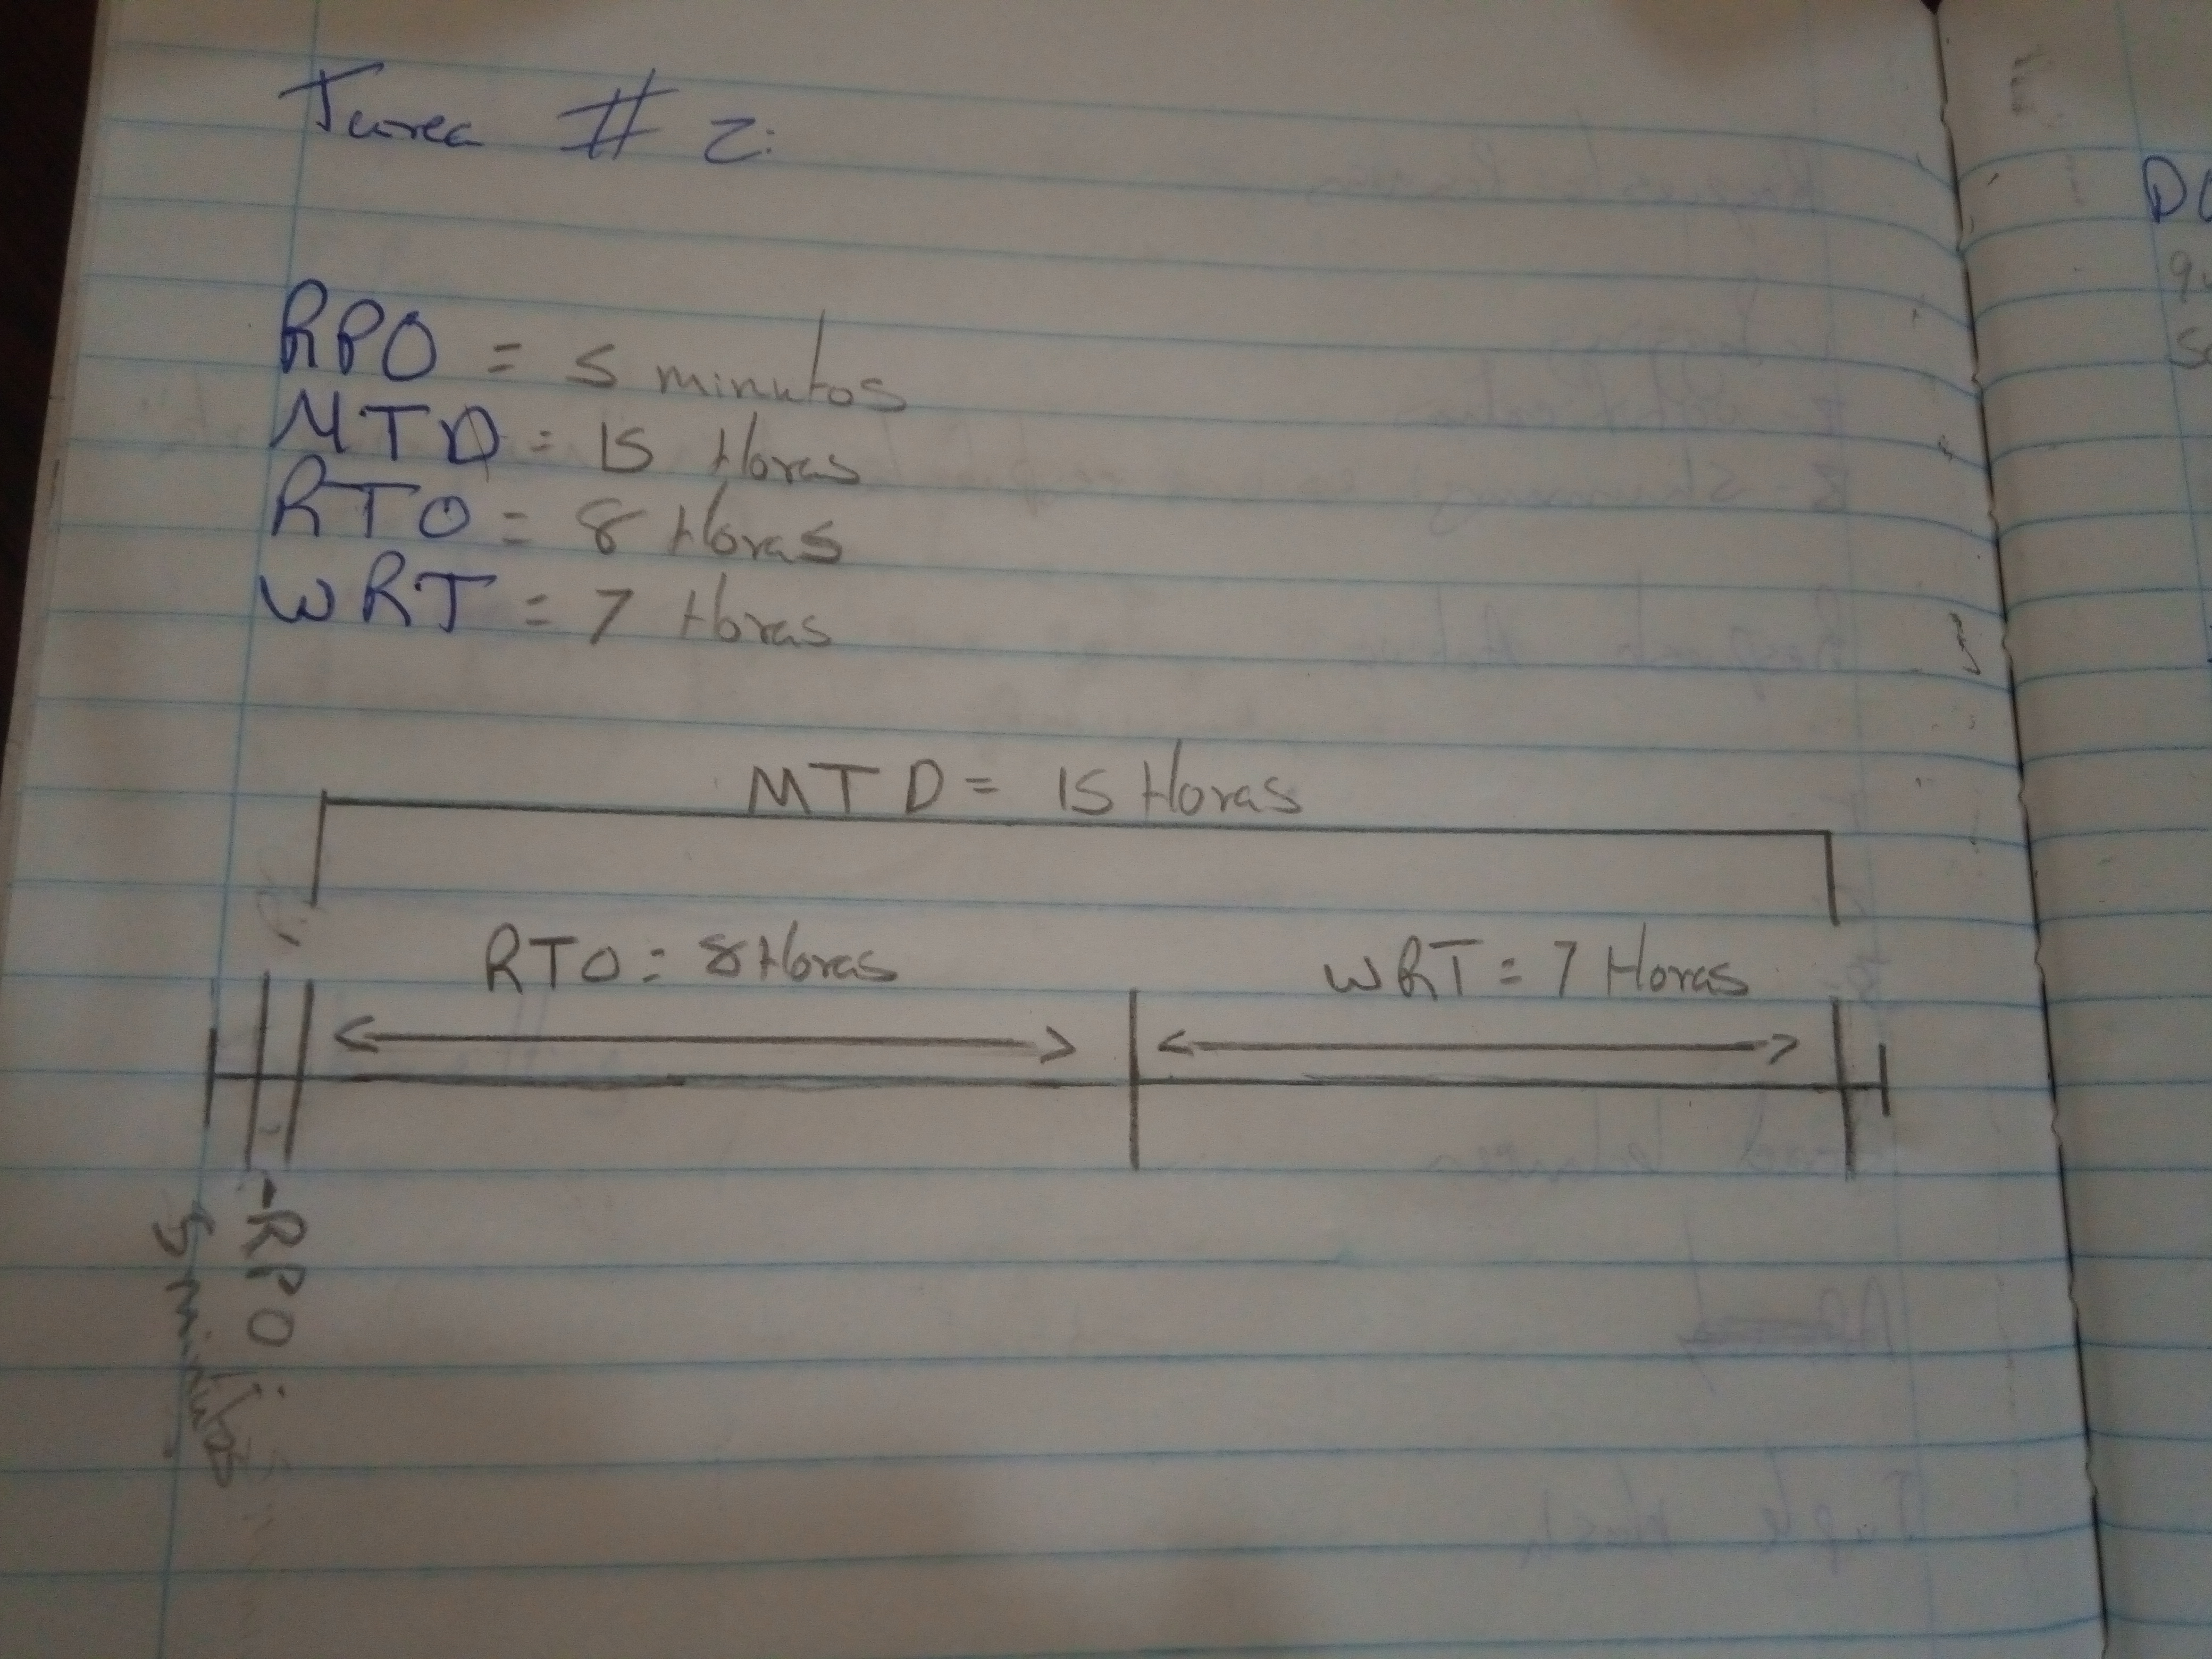 Tarea # 2:
RPO = 5 minutos
MTD = 15 Horas
RTO = 8 Horas
WRT = 7 Horas
MTD = 15 Horas
RTO = 8 Horas
WRT = 7 Horas
-RPO:
5 minutos